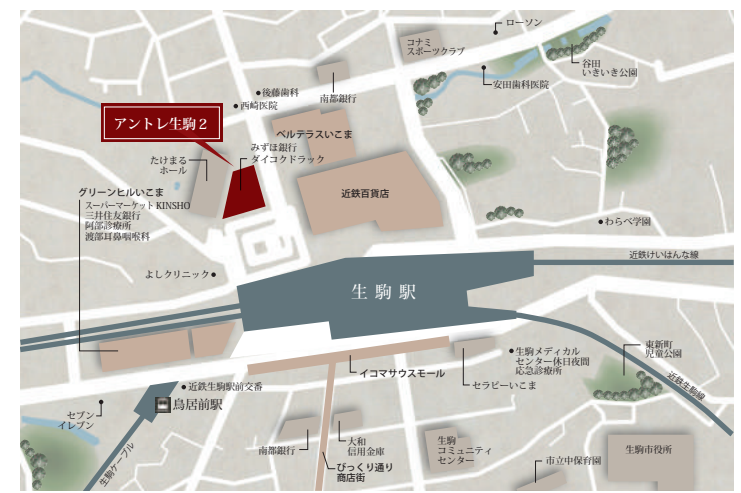 ローソン
コナミ
スポーツクラブ
谷田
いきいき公園
安田歯科医院
南都銀行
後藤歯科
西崎医院
アントレ生駒2
ベルテラスいこま
みずほ銀行
ダイコクドラック
たけまる
ホール
近鉄百貨店
グリーンヒルいこま
スーパーマーケットKINSHO
三井住友銀行
阿部診療所
渡部耳鼻咽喉科
わらべ学園
近鉄けいはんな線
よしクリニック
生駒駅
東新町
児童公園
生駒メディカル
センター休日夜間
応急診療所
イコマサウスモール
セラビーいこま
近鉄生駒線
近鉄生駒駅前交番
鳥居前駅
セブン
イレブン
生駒ケーブル
南都銀行
大和
信用金庫
ぴっくり通り
商店街
生駒
コミュニティ
センター
市立中保育園
生駒市役所